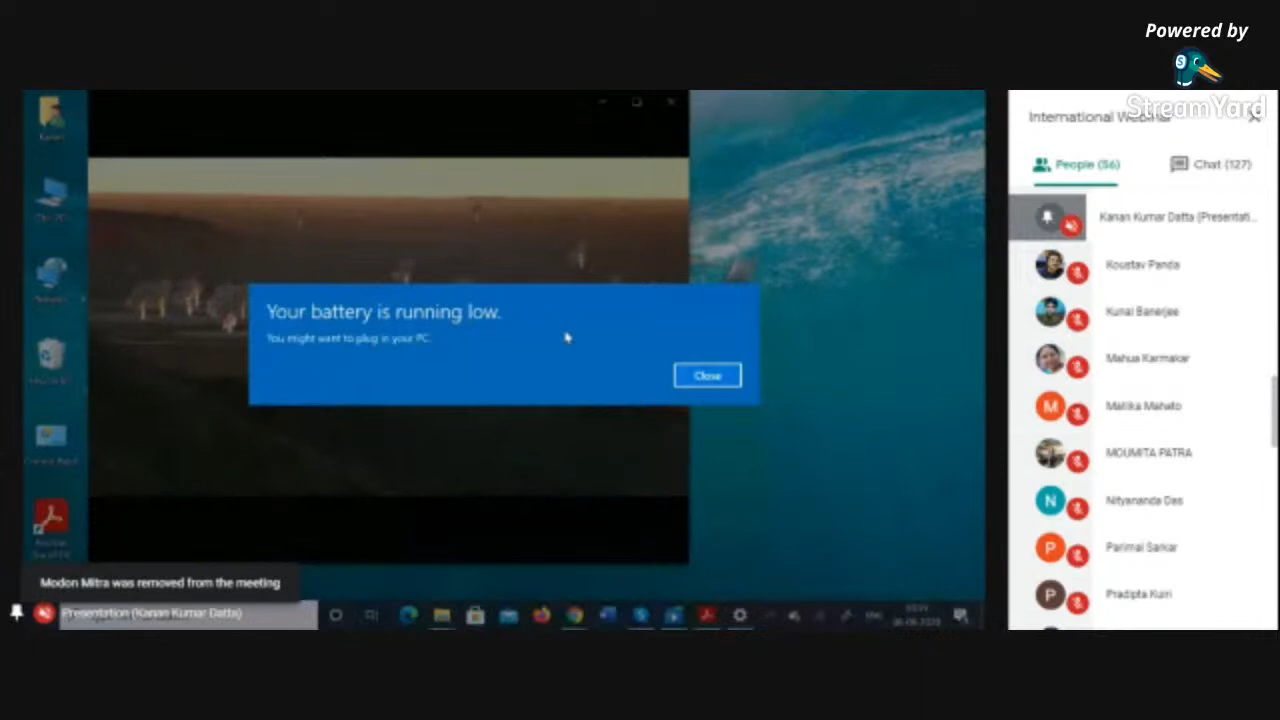 Powered by
StreamYard
International Webinar
People (56)
Chat (127)
Kanan Kumar Datta (Presentati...
Koustav Panda
Kunal Banerjee
Mahua Karmakar
Mallika Mahato
MOUMITA PATRA
N
Nityananda Das
P
Parimal Sarkar
P
Pradipta Kuiri
M
Your battery is running low.
You might want to plug in your PC.
Close
Modon Mitra was removed from the meeting
Presentation (Kanan Kumar Datta)